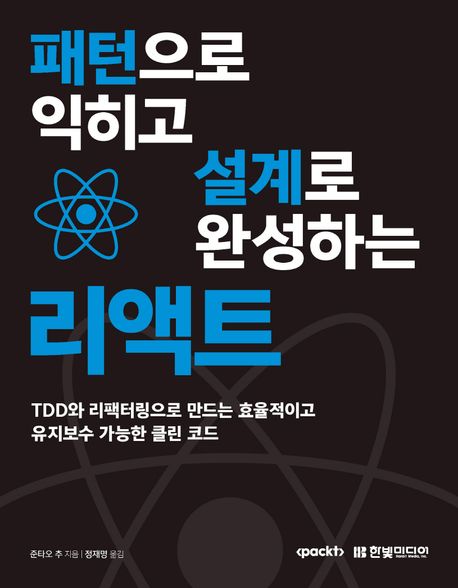 패턴으로
익히고
설계로
완성하는
리액트
TDD와 리팩터링으로 만드는 효율적이고
유지보수 가능한 클린 코드
준타오 추 지음 | 정재명 옮김
<packt> 한빛미디어
Hanbit Media, Inc.